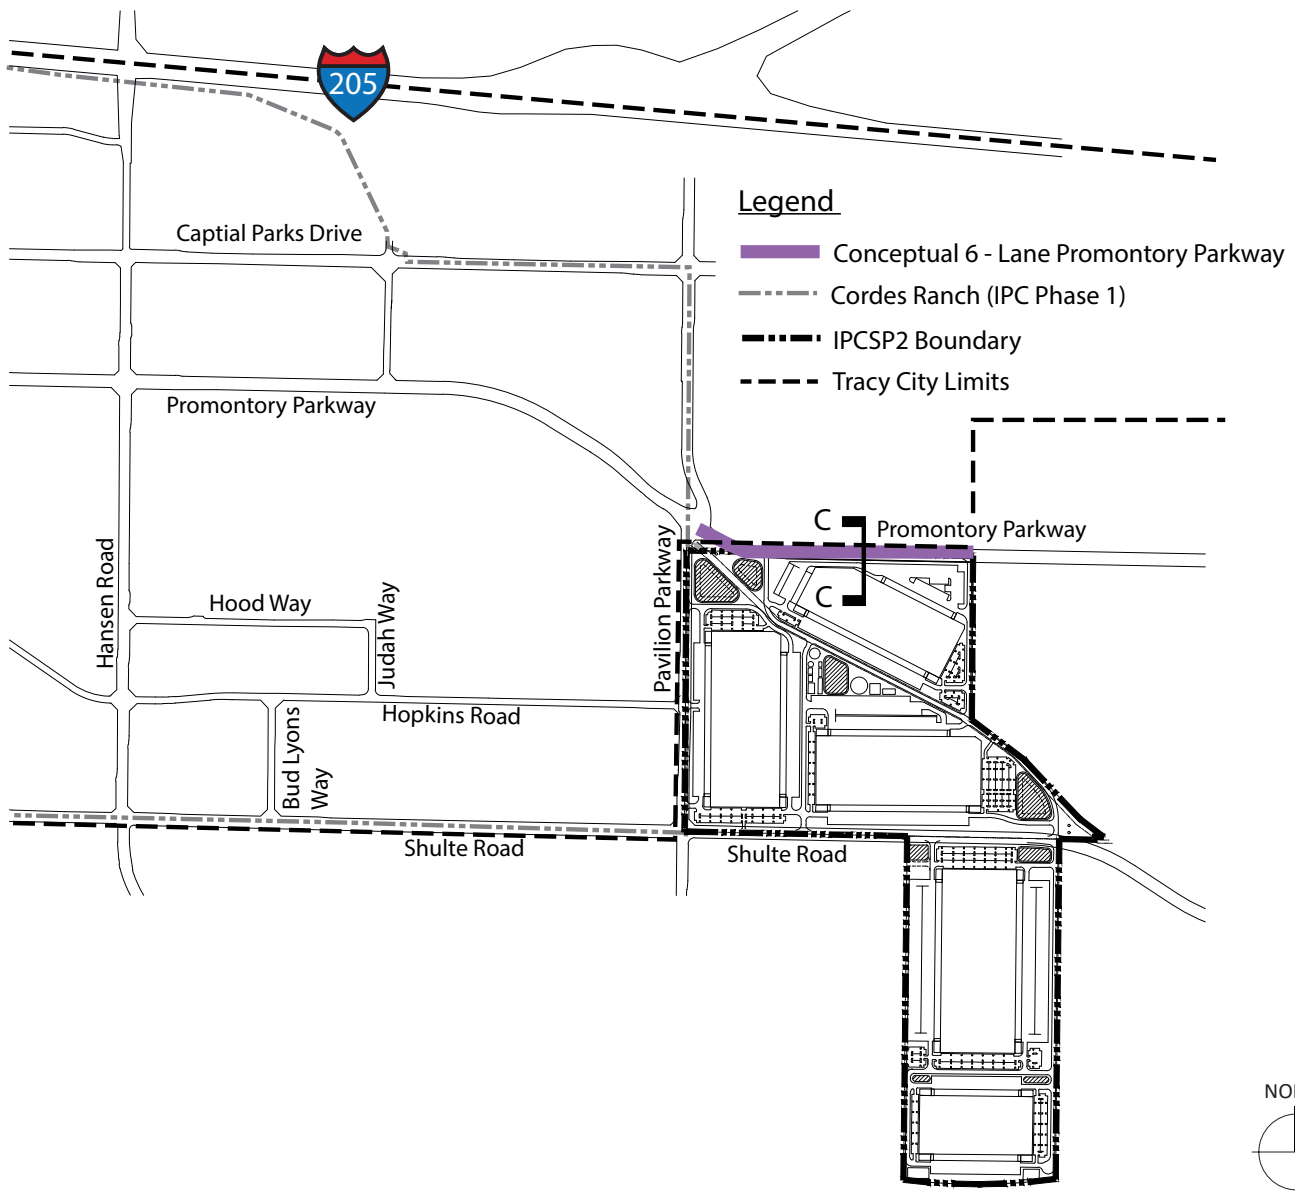 205
Legend
Captial Parks Drive
Conceptual 6 - Lane Promontory Parkway
Cordes Ranch (IPC Phase 1)
IPCSP2 Boundary
Tracy City Limits
Promontory Parkway
C
Promontory Parkway
Hansen Road
Pavilion Parkway
C
Hood Way
Judah Way
Hopkins Road
Bud Lyons
Way
Shulte Road
Shulte Road